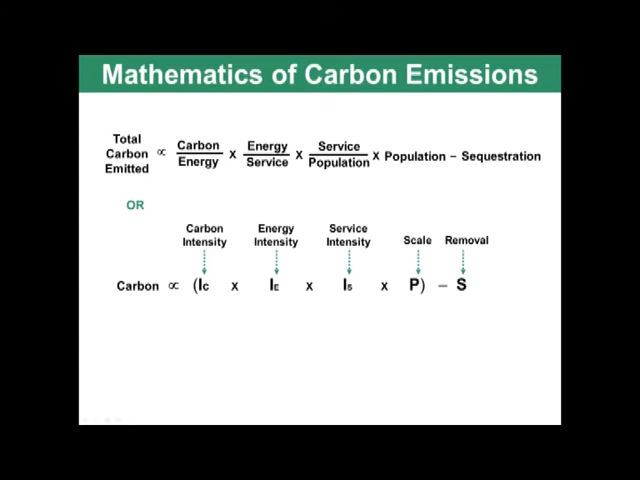 Mathematics of Carbon Emissions
Total Carbon Emitted ∝ Carbon/Energy x Energy/Service x Service/Population x Population − Sequestration
OR
Carbon Intensity Energy Intensity Service Intensity Scale Removal
Carbon ∝ (Ic x IE x Is x P) − S